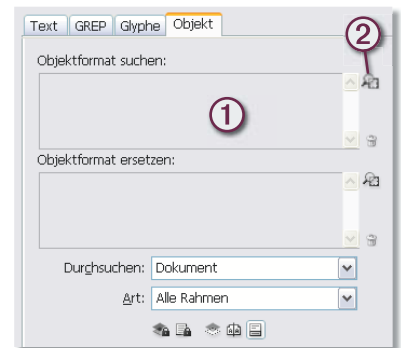 Text GREP Glyphe Objekt
2
Objektformat suchen:
1
Objektformat ersetzen:
Durchsuchen: Dokument
Art: Alle Rahmen